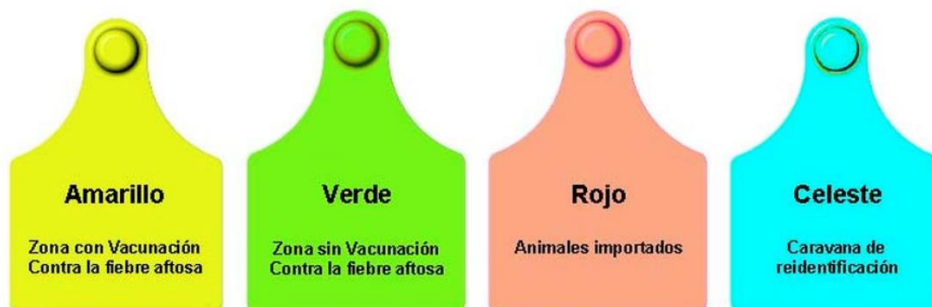 Amarillo
Zona con Vacunación
Contra la fiebre aftosa
Verde
Zona sin Vacunación
Contra la fiebre aftosa
Rojo
Animales importados
Celeste
Caravana de
reidentificación